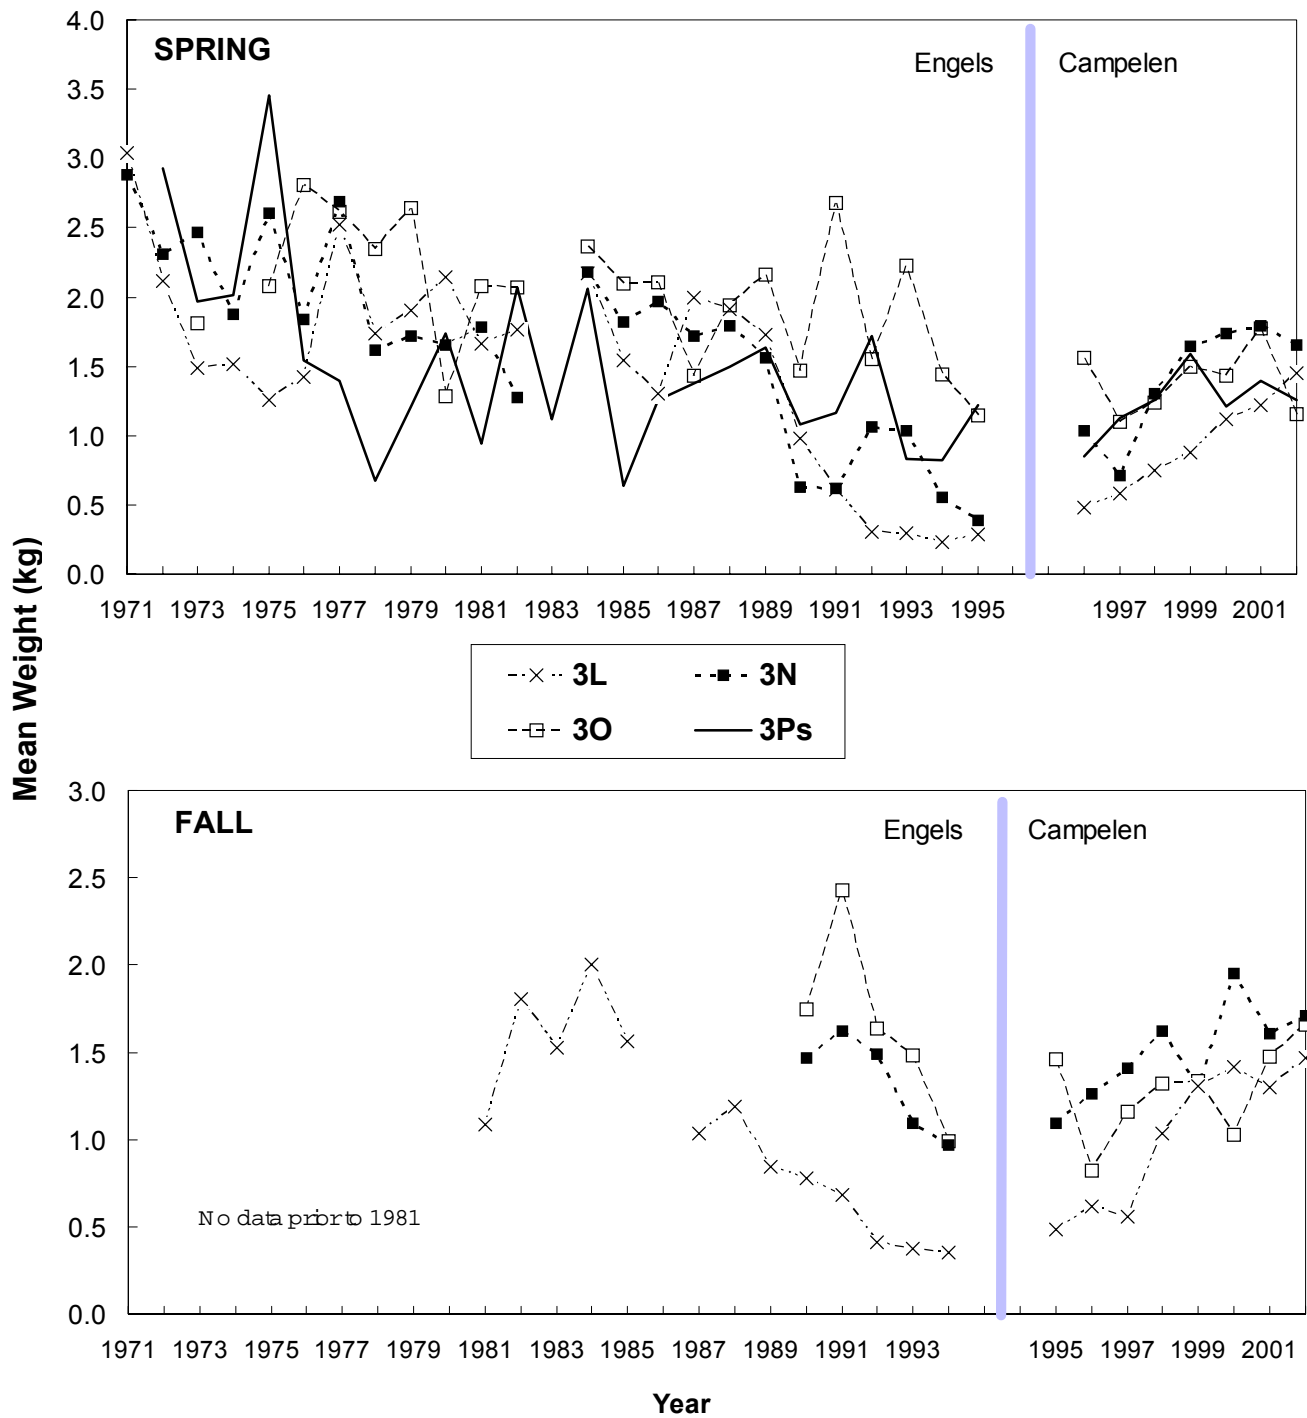 4.0
SPRING
Engels
Campelen
3.5
3.0
2.5
2.0
1.5
1.0
0.5
0.0
1971 1973 1975 1977 1979 1981 1983 1985 1987 1989 1991 1993 1995 1997 1999 2001
Mean Weight (kg)
3L 3N
3O 3Ps
3.0
FALL
Engels
Campelen
2.5
2.0
1.5
1.0
No data prior to 1981
0.5
0.0
1971 1973 1975 1977 1979 1981 1983 1985 1987 1989 1991 1993 1995 1997 1999 2001
Year